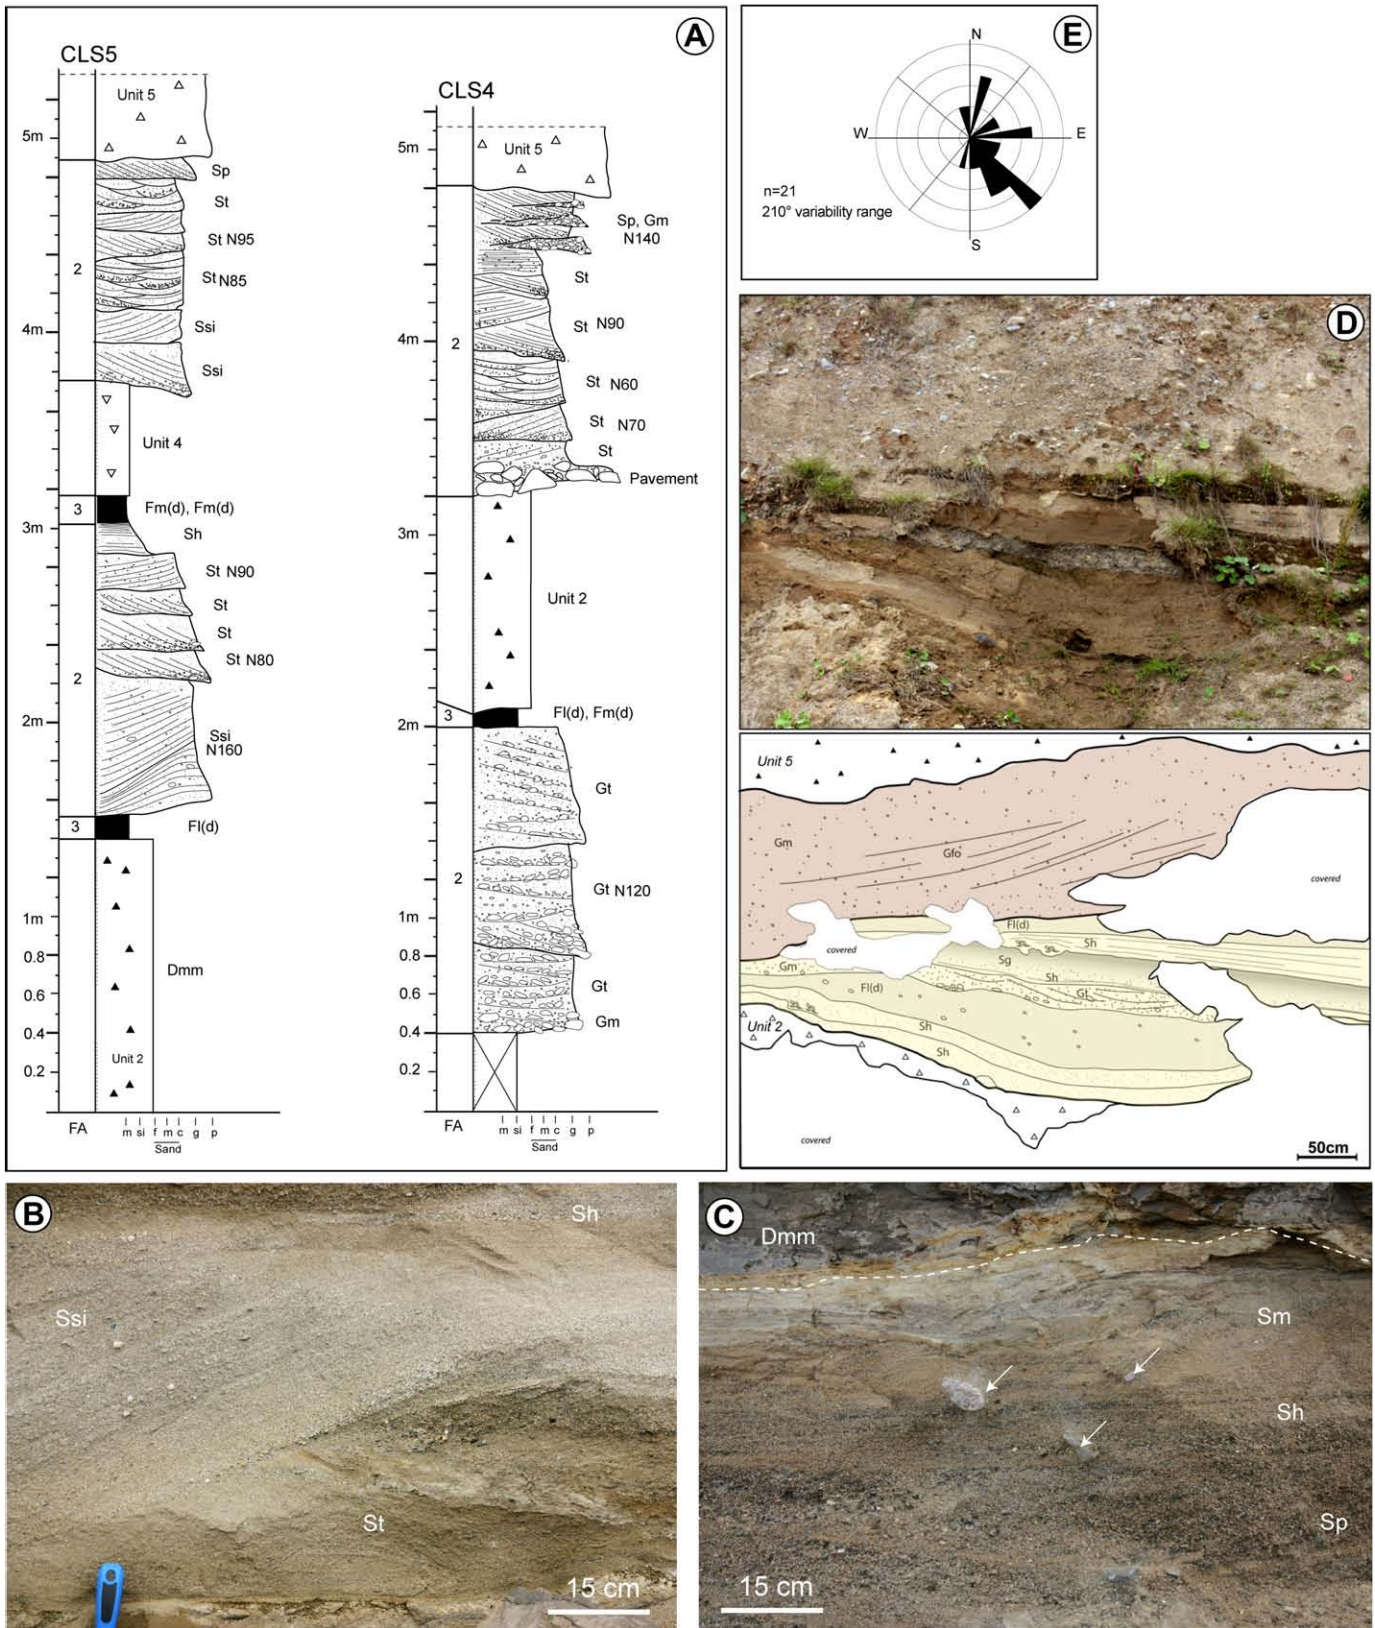 A
CLS5
Unit 5
5m
Sp
St
St N95
2
St N85
4m
Ssi
Ssi
Unit 4
3
Fm(d), Fm(d)
3m
Sh
St N90
St
St
St N80
2
2m
Ssi
N160
3
Fl(d)
1m
0.8
Dmm
0.6
0.4
Unit 2
0.2
FA
m si f m c g p
Sand
CLS4
5m
Unit 5
Sp, Gm
N140
St
St N90
4m
2
St N60
St N70
St
Pavement
3m
Unit 2
3
Fl(d), Fm(d)
2m
Gt
2
Gt N120
1m
0.8
Gt
0.6
Gm
0.4
0.2
FA
m si f m c g p
Sand
E
N
W
E
S
n=21
210° variability range
D
Unit 5
Gm
Gfo
covered
Fl(d)
Sh
covered
Sg
Gm
Sh
Fl(d)
Gt
Unit 2
Sh
Sh
covered
50cm
B
Sh
Ssi
St
15 cm
C
Dmm
Sm
Sh
Sp
15 cm